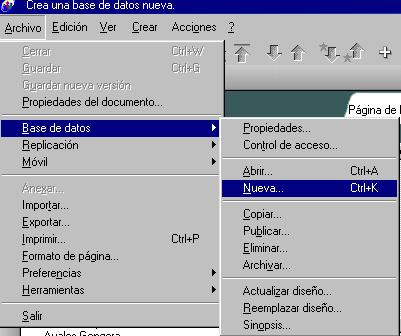 Crea una base de datos nueva.
Archivo Edición Ver Crear Acciones ?
Cerrar Ctrl+W
Guardar Ctrl+G
Guardar nueva versión
Propiedades del documento...
Página de
Base de datos
Replicación
Móvil
Anexar...
Importar...
Exportar...
Imprimir... Ctrl+P
Formato de página...
Preferencias
Herramientas
Salir
Propiedades...
Control de acceso...
Abrir... Ctrl+A
Nueva... Ctrl+K
Copiar...
Publicar...
Eliminar...
Archivar...
Actualizar diseño...
Reemplazar diseño...
Sinopsis...